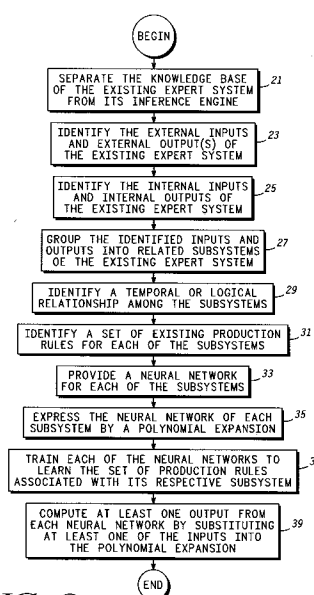 BEGIN
SEPARATE THE KNOWLEDGE BASE
OF THE EXISTING EXPERT SYSTEM
FROM ITS INFERENCE ENGINE
21
IDENTIFY THE EXTERNAL INPUTS
AND EXTERNAL OUTPUT(S) OF
THE EXISTING EXPERT SYSTEM
23
IDENTIFY THE INTERNAL INPUTS
AND INTERNAL OUTPUTS OF
THE EXISTING EXPERT SYSTEM
25
GROUP THE IDENTIFIED INPUTS AND
OUTPUTS INTO RELATED SUBSYSTEMS
OE THE EXISTING EXPERT SYSTEM
27
IDENTIFY A TEMPORAL OR LOGICAL
RELATIONSHIP AMONG THE SUBSYSTEMS
29
IDENTIFY A SET OF EXISTING PRODUCTION
RULES FOR EACH OF THE SUBSYSTEMS
31
PROVIDE A NEURAL NETWORK
FOR EACH OF THE SUBSYSTEMS
33
EXPRESS THE NEURAL NETWORK OF EACH
SUBSYSTEM BY A POLYNOMIAL EXPANSION
35
TRAIN EACH OF THE NEURAL NETWORKS TO
LEARN THE SET OF PRODUCTION RULES
ASSOCIATED WITH ITS RESPECTIVE SUBSYSTEM
COMPUTE AT LEAST ONE OUTPUT FROM
EACH NEURAL NETWORK BY SUBSTITUTING
AT LEAST ONE OF THE INPUTS INTO
THE POLYNOMIAL EXPANSION
39
END